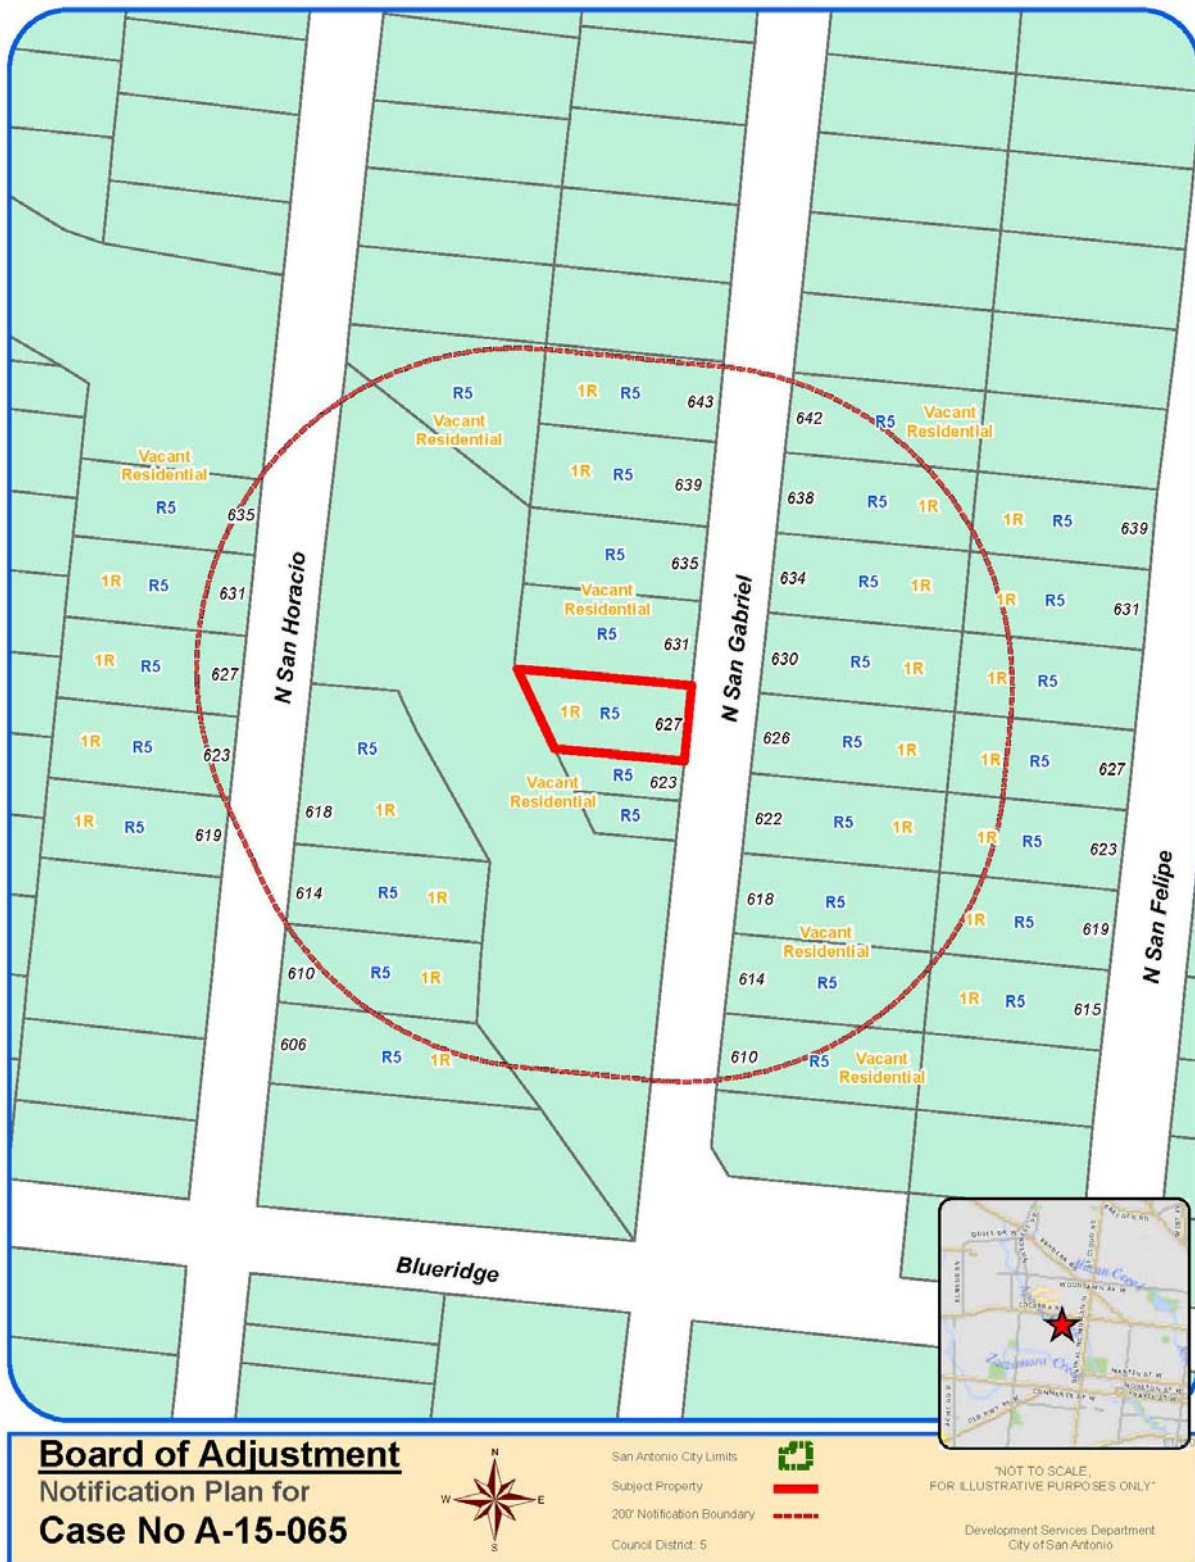 R5
1R
R5
643
Vacant
Residential
642
R5
Vacant
Residential
Vacant
Residential
R5
635
1R
R5
639
638
R5
1R
1R
R5
639
R5
635
1R
R5
631
Vacant
Residential
R5
631
634
R5
1R
1R
R5
631
N San Horacio
N San Gabriel
1R
R5
627
630
R5
1R
1R
R5
1R
R5
627
1R
R5
623
R5
626
R5
1R
1R
R5
627
Vacant
Residential
R5
623
R5
618
1R
1R
R5
619
622
R5
1R
1R
R5
623
614
R5
1R
618
R5
Vacant
Residential
1R
R5
619
N San Felipe
610
R5
1R
614
R5
1R
R5
615
606
R5
1R
610
R5
Vacant
Residential
Blueridge
Board of Adjustment
Notification Plan for
Case No A-15-065
N
W
E
S
San Antonio City Limits
Subject Property
200' Notification Boundary
Council District: 5
"NOT TO SCALE,
FOR ILLUSTRATIVE PURPOSES ONLY"
Development Services Department
City of San Antonio